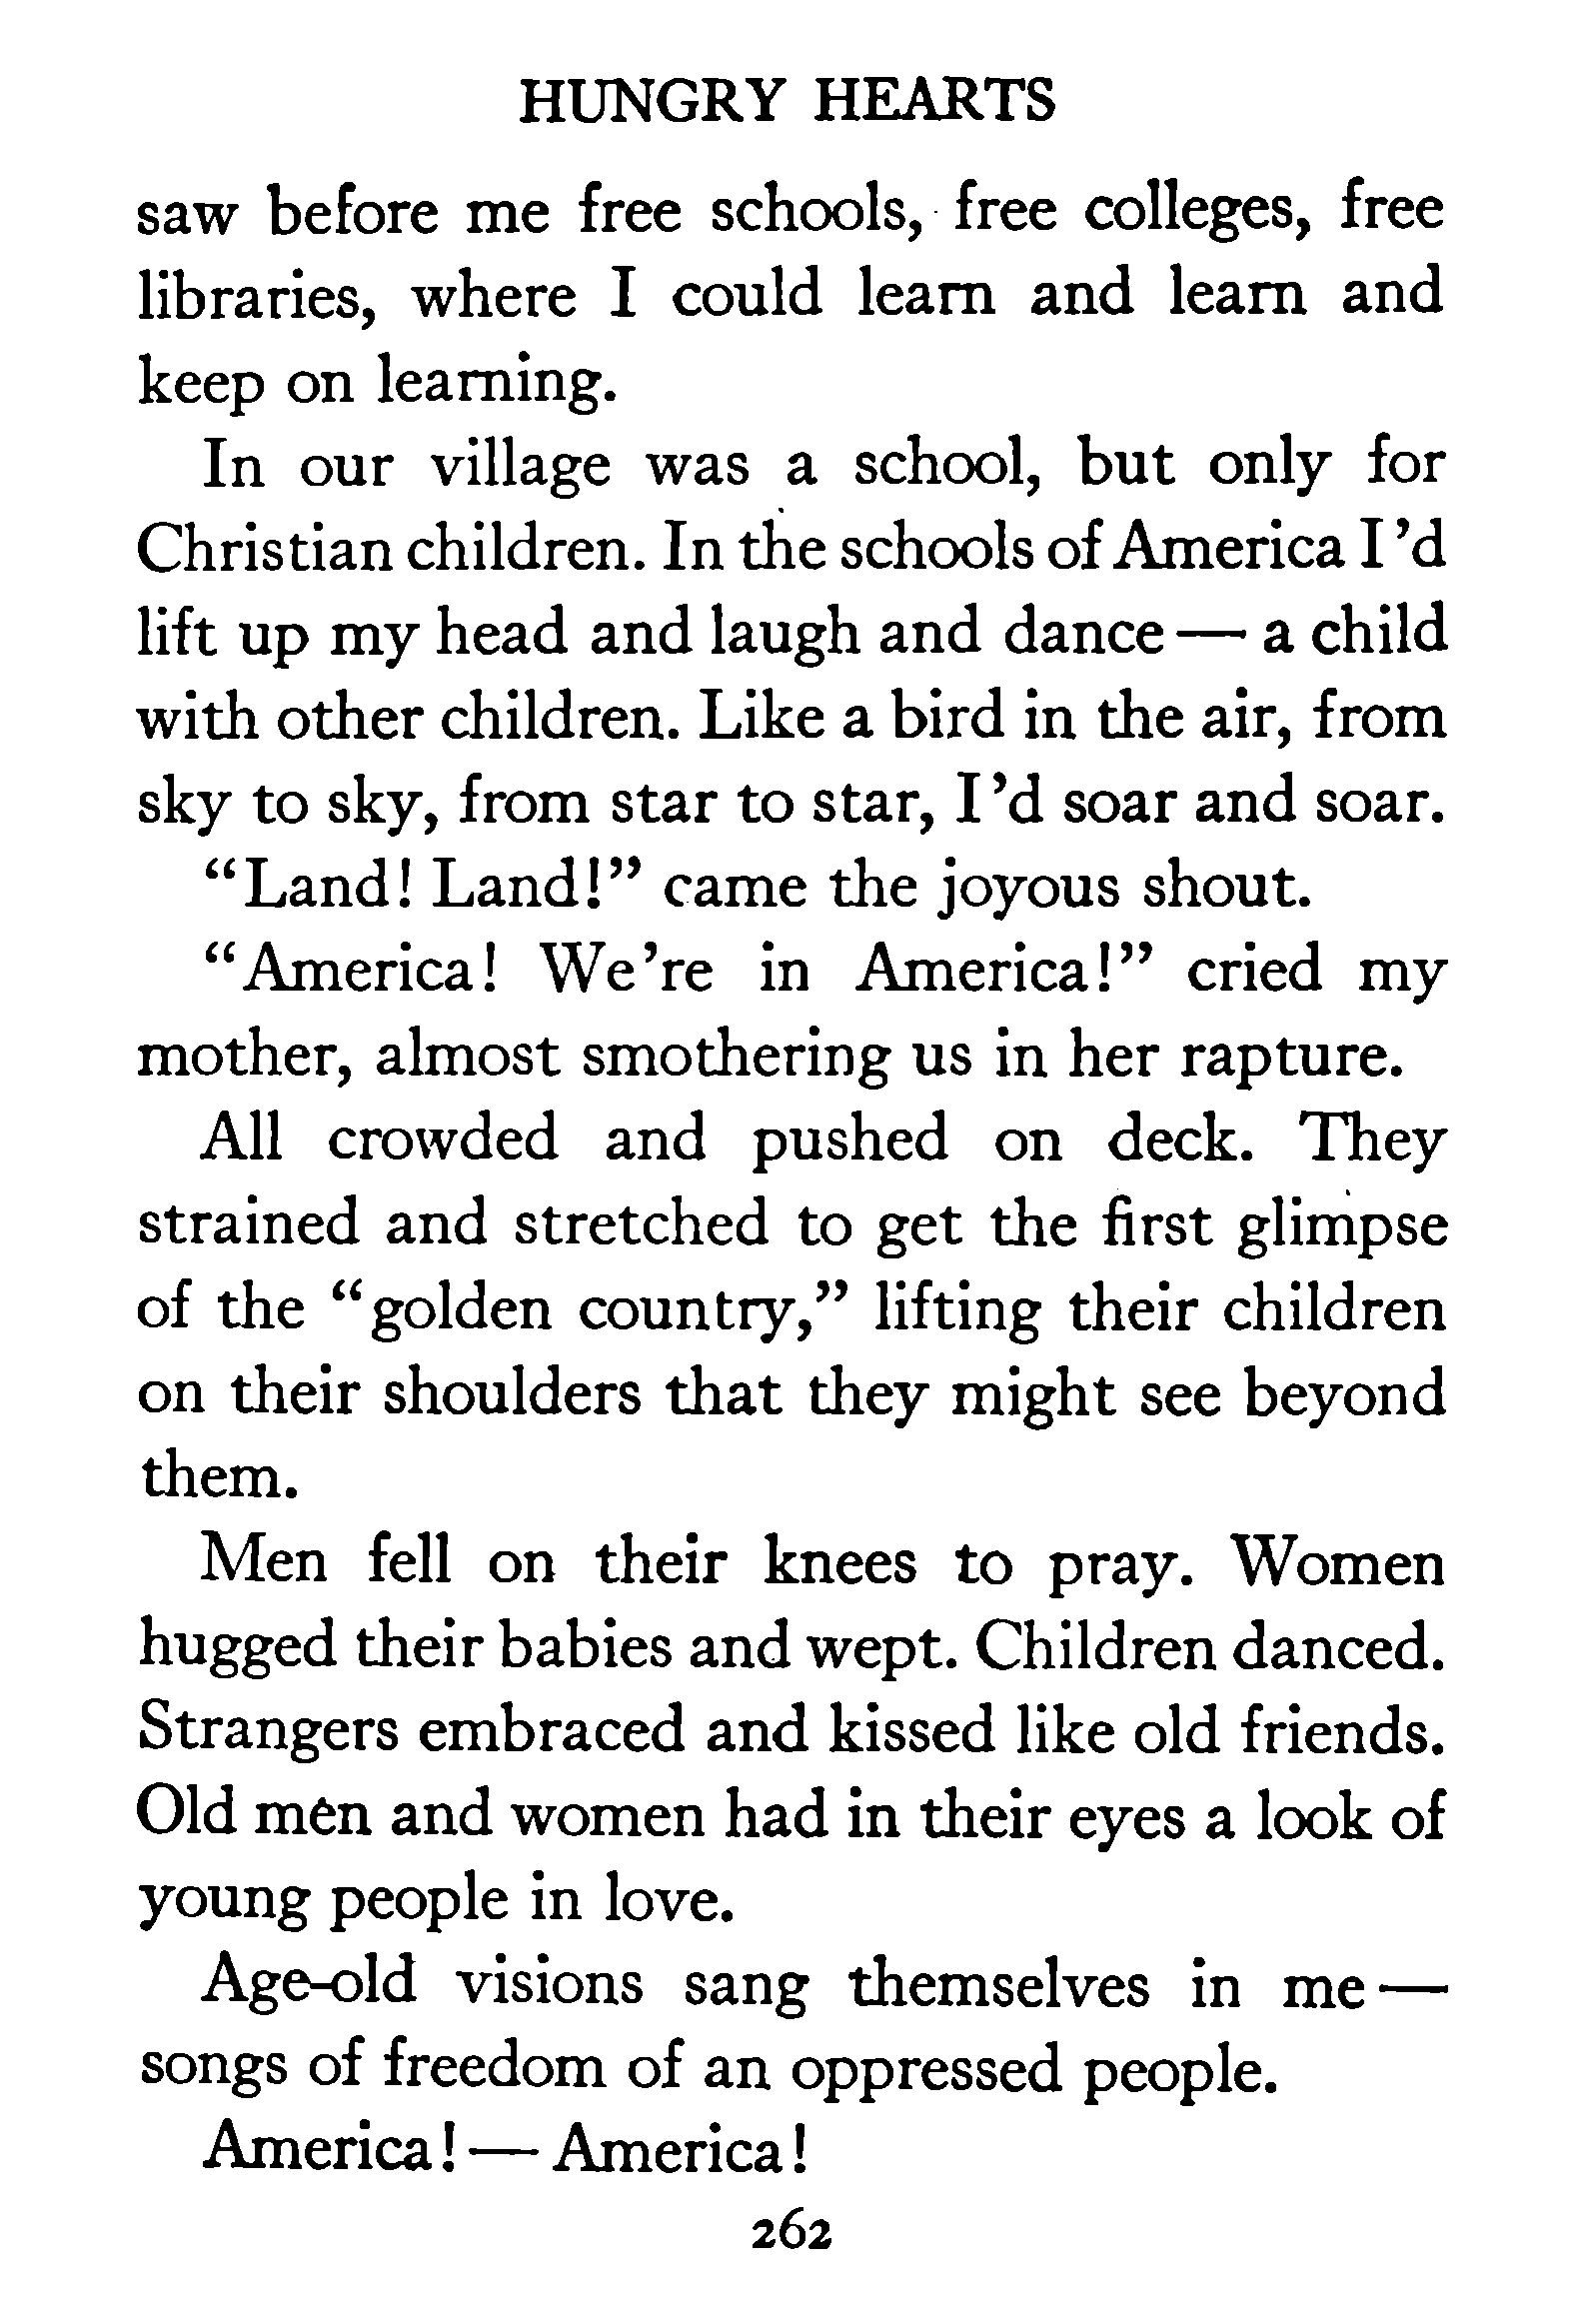 HUNGRY HEARTS
saw before me free schools, free colleges, free
libraries, where I could learn and learn and
keep on learning.
In our village was a school, but only for
Christian children. In the schools of America I'd
lift up my head and laugh and dance — a child
with other children. Like a bird in the air, from
sky to sky, from star to star, I'd soar and soar.
“Land! Land!” came the joyous shout.
“America! We're in America!” cried my
mother, almost smothering us in her rapture.
All crowded and pushed on deck. They
strained and stretched to get the first glimpse
of the “golden country,” lifting their children
on their shoulders that they might see beyond
them.
Men fell on their knees to pray. Women
hugged their babies and wept. Children danced.
Strangers embraced and kissed like old friends.
Old men and women had in their eyes a look of
young people in love.
Age-old visions sang themselves in me —
songs of freedom of an oppressed people.
America! — America!
262